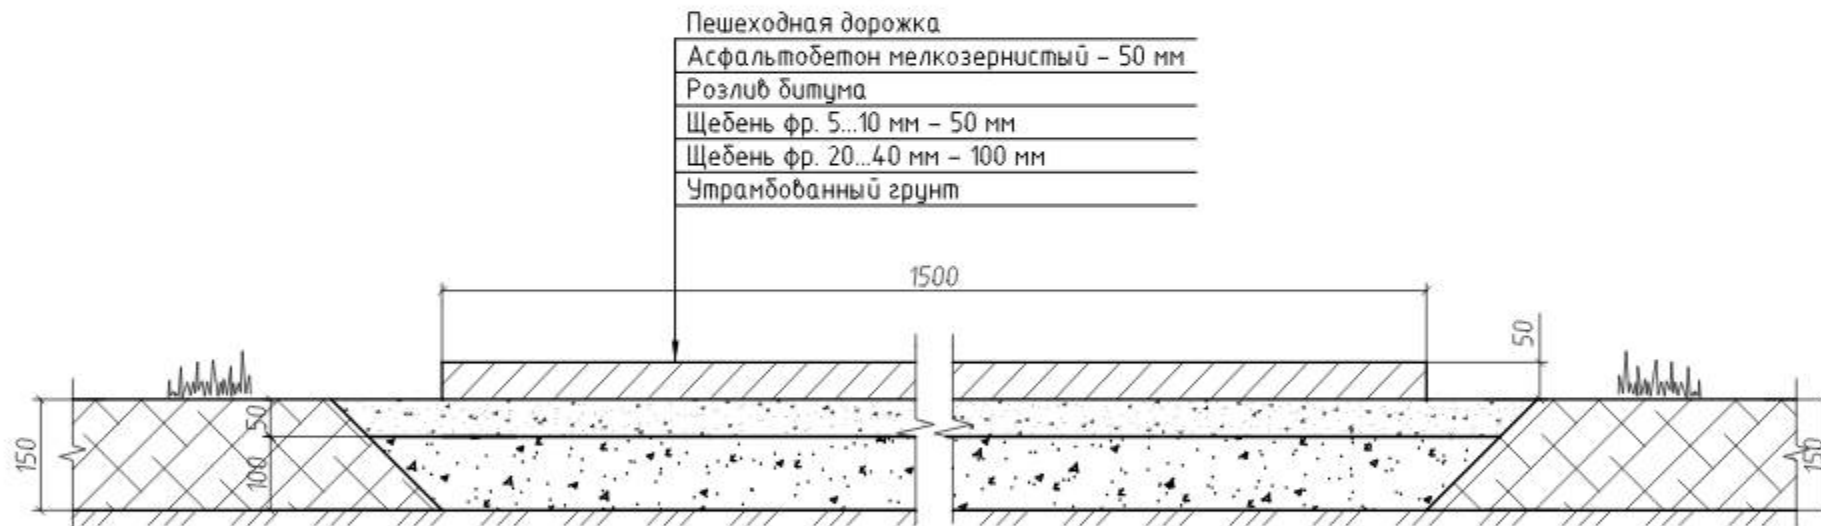 Пешеходная дорожка
Асфальтобетон мелкозернистый – 50 мм
Розлив битума
Щебень фр. 5...10 мм – 50 мм
Щебень фр. 20...40 мм – 100 мм
Утрамбованный грунт
1500
50
50
150
100
150